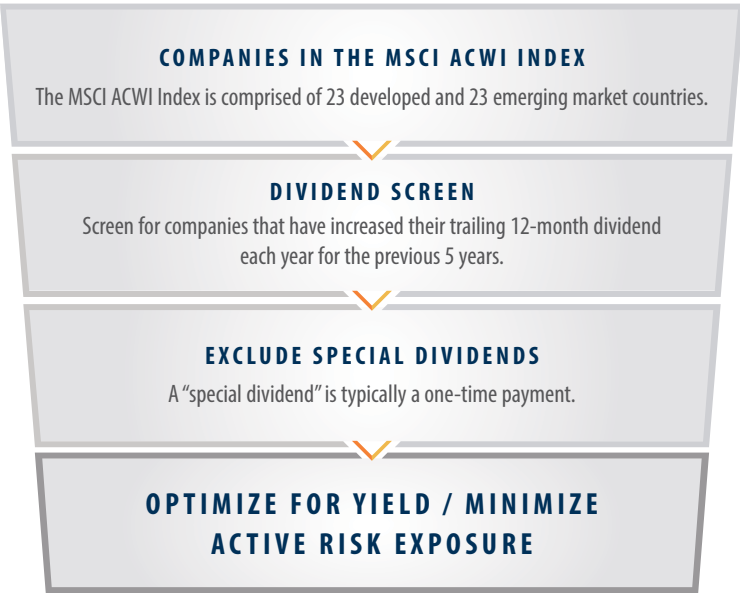 COMPANIES IN THE MSCI ACWI INDEX
The MSCI ACWI Index is comprised of 23 developed and 23 emerging market countries.
DIVIDEND SCREEN
Screen for companies that have increased their trailing 12-month dividend
each year for the previous 5 years.
EXCLUDE SPECIAL DIVIDENDS
A “special dividend” is typically a one-time payment.
OPTIMIZE FOR YIELD / MINIMIZE
ACTIVE RISK EXPOSURE